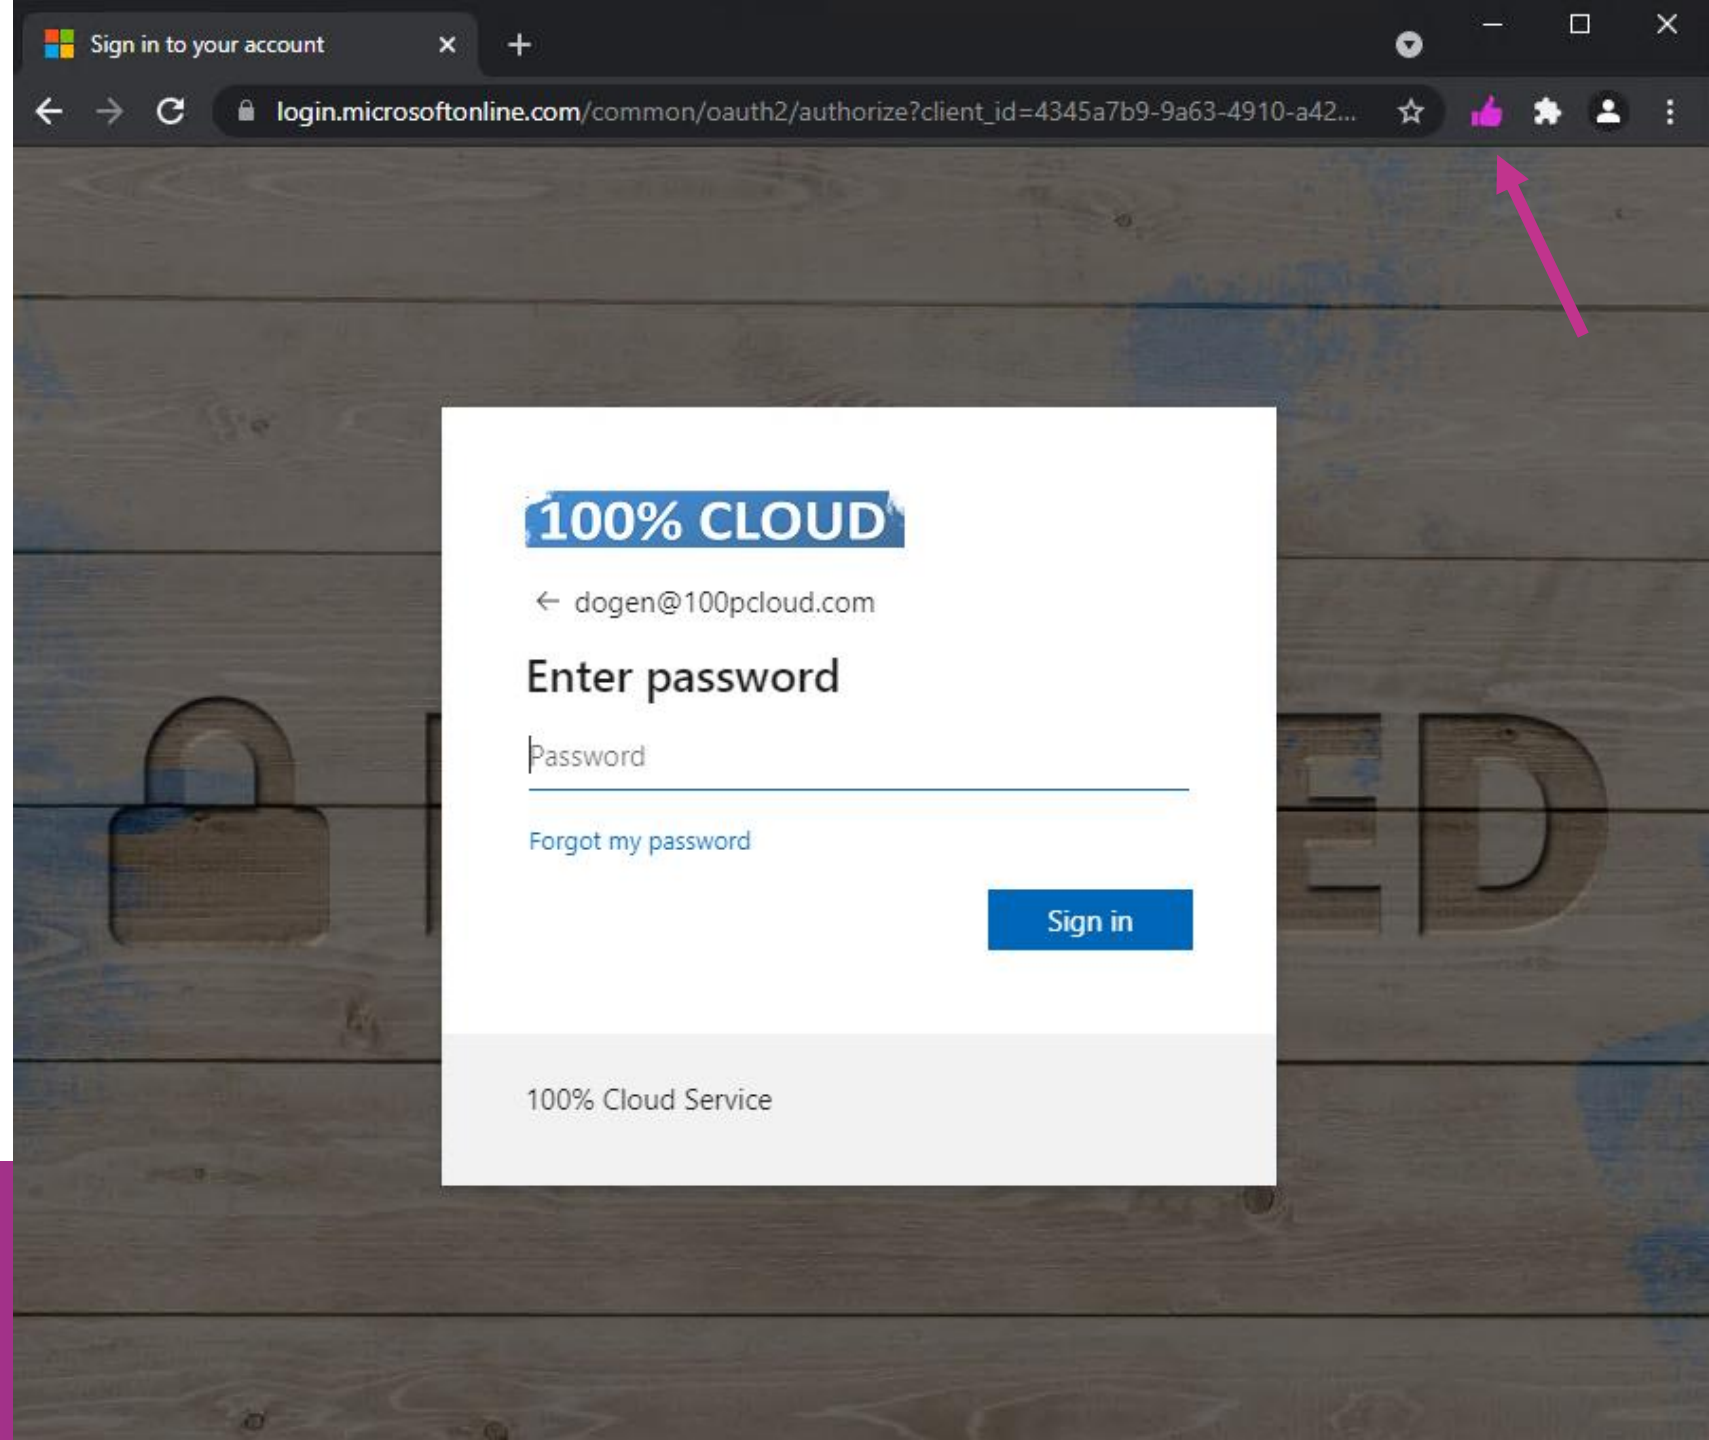 Sign in to your account
login.microsoftonline.com/common/oauth2/authorize?client_id=4345a7b9-9a63-4910-a42...
100% CLOUD
dogen@100pcloud.com
Enter password
Password
Forgot my password
Sign in
ED
100% Cloud Service